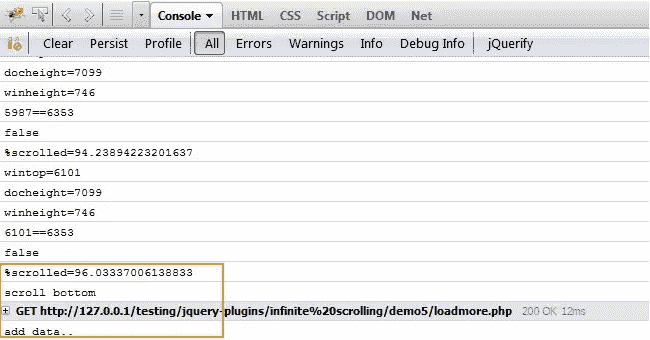 Console HTML CSS Script DOM Net
Clear Persist Profile All Errors Warnings Info Debug Info jQuerify
docheight=7099
winheight=746
5987==6353
false
%scrolled=94.23894223201637
wintop=6101
docheight=7099
winheight=746
6101==6353
false
%scrolled=96.03337006138833
scroll bottom
GET http://127.0.0.1/testing/jquery-plugins/infinite%20scrolling/demo5/loadmore.php 200 OK 12ms
add data..